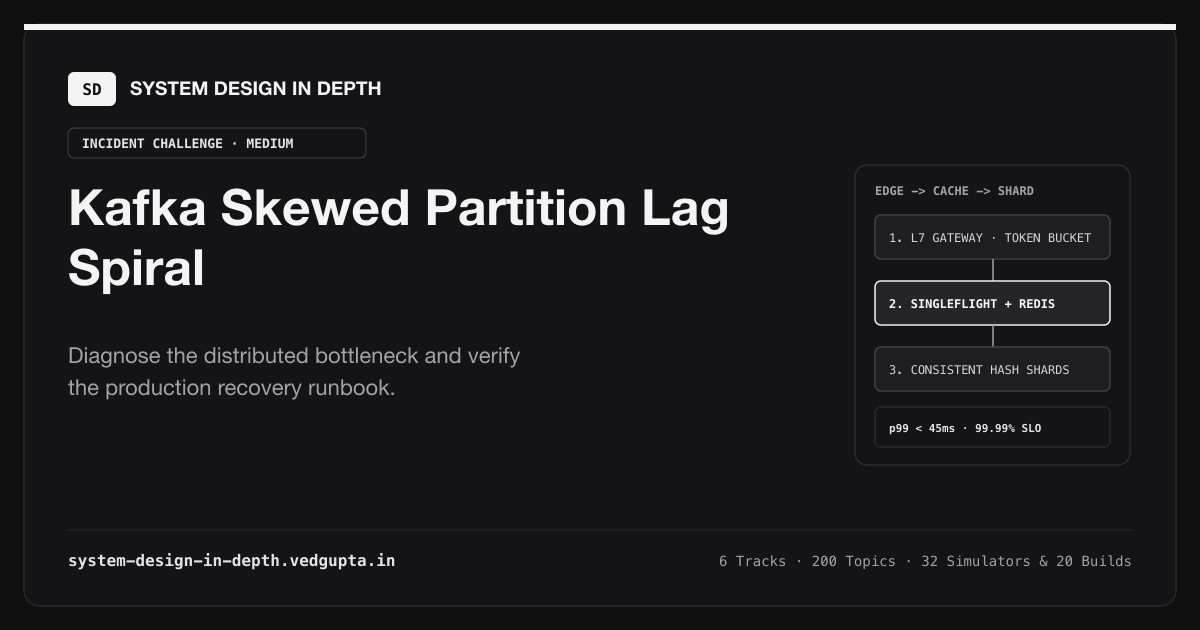 SD SYSTEM DESIGN IN DEPTH
INCIDENT CHALLENGE · MEDIUM
Kafka Skewed Partition Lag
Spiral
Diagnose the distributed bottleneck and verify
the production recovery runbook.
EDGE —> CACHE —> SHARD
1. L7 GATEWAY · TOKEN BUCKET
2. SINGLEFLIGHT + REDIS
3. CONSISTENT HASH SHARDS
p99 < 45ms · 99.99% SLO
system-design-in-depth.vedgupta.in
6 Tracks · 200 Topics · 32 Simulators & 20 Builds